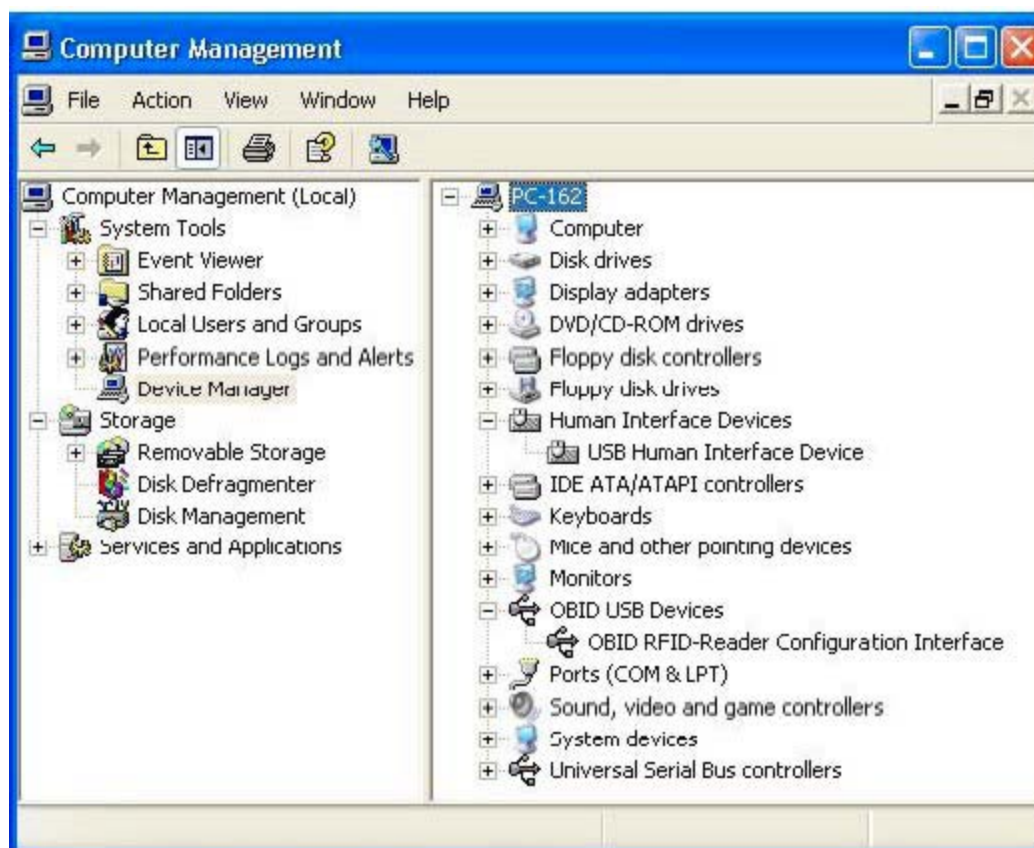 Computer Management
File Action View Window Help
Computer Management (Local)
System Tools
Event Viewer
Shared Folders
Local Users and Groups
Performance Logs and Alerts
Device Manager
Storage
Removable Storage
Disk Defragmenter
Disk Management
Services and Applications
PC-162
Computer
Disk drives
Display adapters
DVD/CD-ROM drives
Floppy disk controllers
Floppy disk drives
Human Interface Devices
USB Human Interface Device
IDE ATA/ATAPI controllers
Keyboards
Mice and other pointing devices
Monitors
OBID USB Devices
OBID RFID-Reader Configuration Interface
Ports (COM & LPT)
Sound, video and game controllers
System devices
Universal Serial Bus controllers